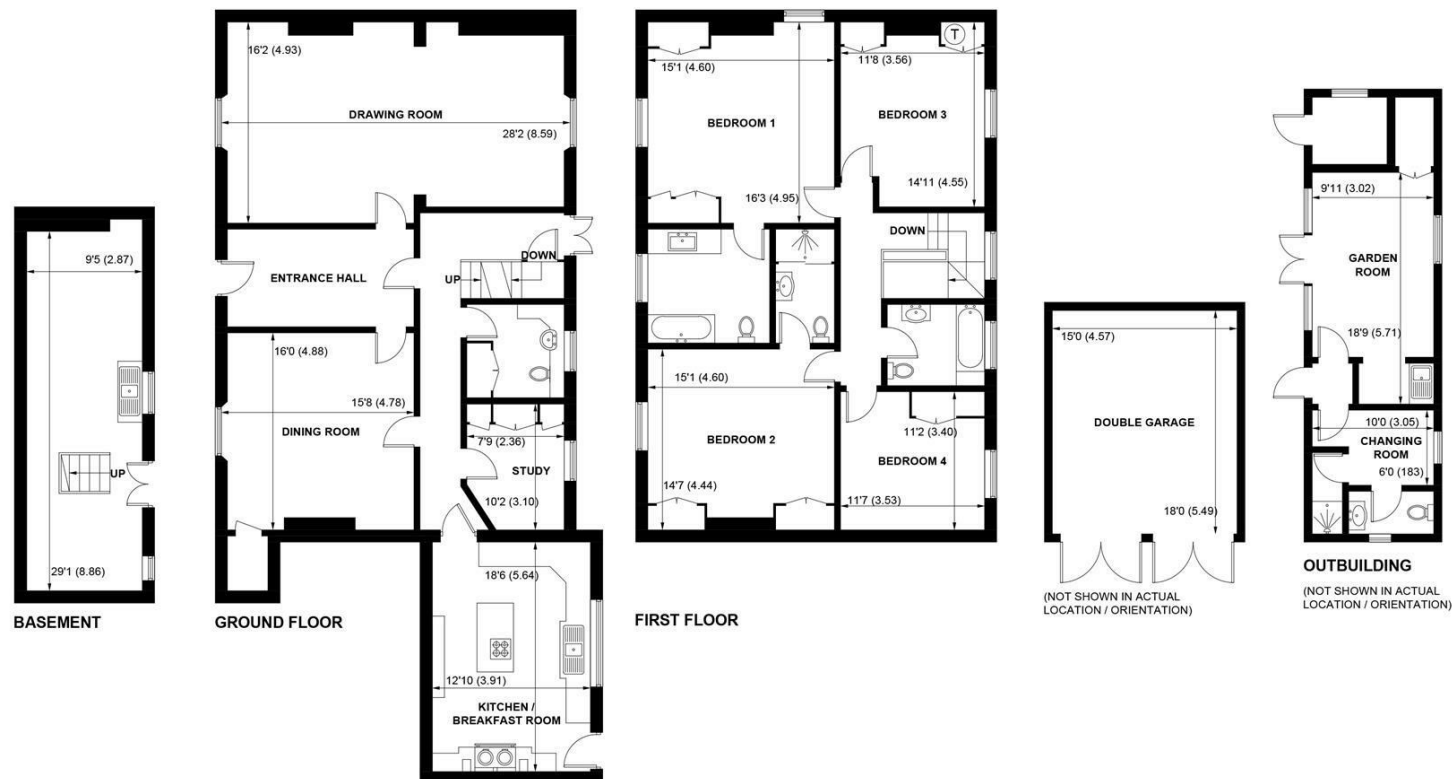 9'5 (2.87)
UP
29'1 (8.86)
BASEMENT
16'2 (4.93)
DRAWING ROOM
28'2 (8.59)
ENTRANCE HALL
UP
DOWN
16'0 (4.88)
15'8 (4.78)
DINING ROOM
7'9 (2.36)
STUDY
10'2 (3.10)
18'6 (5.64)
12'10 (3.91)
KITCHEN /
BREAKFAST ROOM
GROUND FLOOR
15'1 (4.60)
BEDROOM 1
16'3 (4.95)
T
11'8 (3.56)
BEDROOM 3
14'11 (4.55)
DOWN
15'1 (4.60)
BEDROOM 2
14'7 (4.44)
11'2 (3.40)
BEDROOM 4
11'7 (3.53)
FIRST FLOOR
15'0 (4.57)
DOUBLE GARAGE
18'0 (5.49)
(NOT SHOWN IN ACTUAL
LOCATION / ORIENTATION)
9'11 (3.02)
GARDEN
ROOM
18'9 (5.71)
10'0 (3.05)
CHANGING
ROOM
6'0 (183)
OUTBUILDING
(NOT SHOWN IN ACTUAL
LOCATION / ORIENTATION)